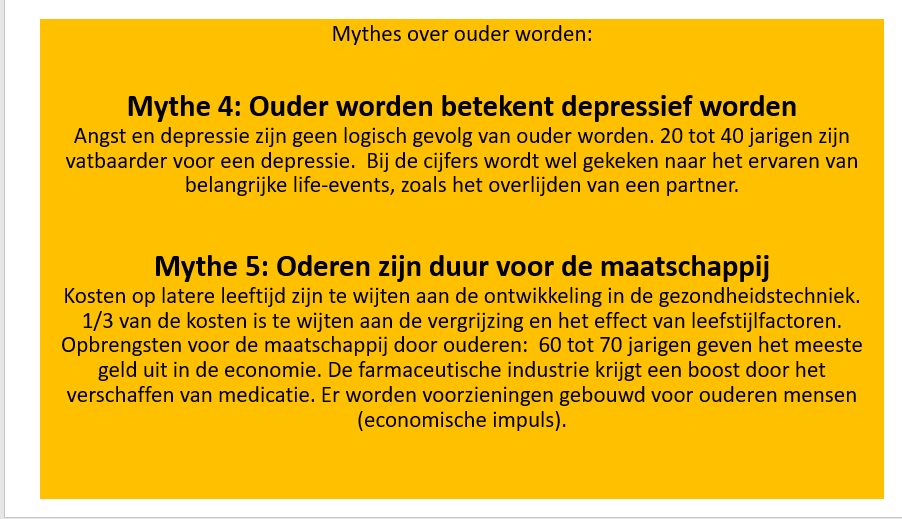 Mythes over ouder worden:
Mythe 4: Ouder worden betekent depressief worden
Angst en depressie zijn geen logisch gevolg van ouder worden. 20 tot 40 jarigen zijn
vatbaarder voor een depressie.  Bij de cijfers wordt wel gekeken naar het ervaren van
belangrijke life-events, zoals het overlijden van een partner.
Mythe 5: Oderen zijn duur voor de maatschappij
Kosten op latere leeftijd zijn te wijten aan de ontwikkeling in de gezondheidstechniek.
1/3 van de kosten is te wijten aan de vergrijzing en het effect van leefstijlfactoren.
Opbrengsten voor de maatschappij door ouderen:  60 tot 70 jarigen geven het meeste
geld uit in de economie. De farmaceutische industrie krijgt een boost door het
verschaffen van medicatie. Er worden voorzieningen gebouwd voor ouderen mensen
(economische impuls).